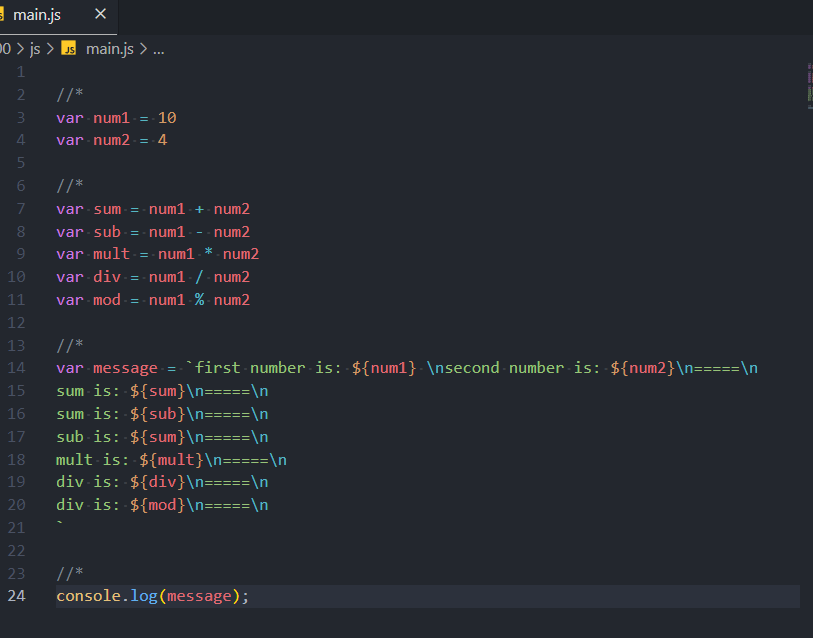 main.js
00 > js > JS main.js > ...
1
2 //*
3 var num1 = 10
4 var num2 = 4
5
6 //*
7 var sum = num1 + num2
8 var sub = num1 - num2
9 var mult = num1 * num2
10 var div = num1 / num2
11 var mod = num1 % num2
12
13 //*
14 var message = `first number is: ${num1} \nsecond number is: ${num2}\n=====\n
15 sum is: ${sum}\n=====\n
16 sum is: ${sub}\n=====\n
17 sub is: ${sum}\n=====\n
18 mult is: ${mult}\n=====\n
19 div is: ${div}\n=====\n
20 div is: ${mod}\n=====\n
21 `
22
23 //*
24 console.log(message);